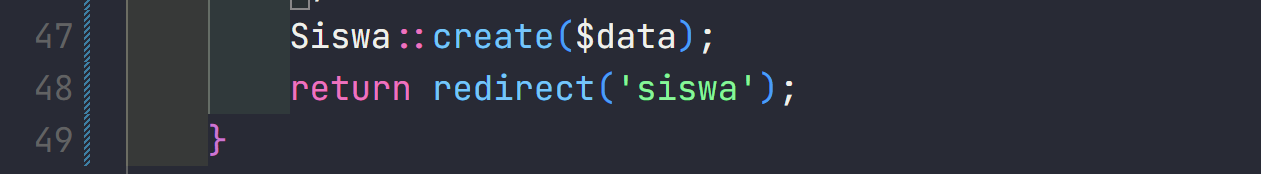 47 Siswa::create($data);
48 return redirect('siswa');
49 }